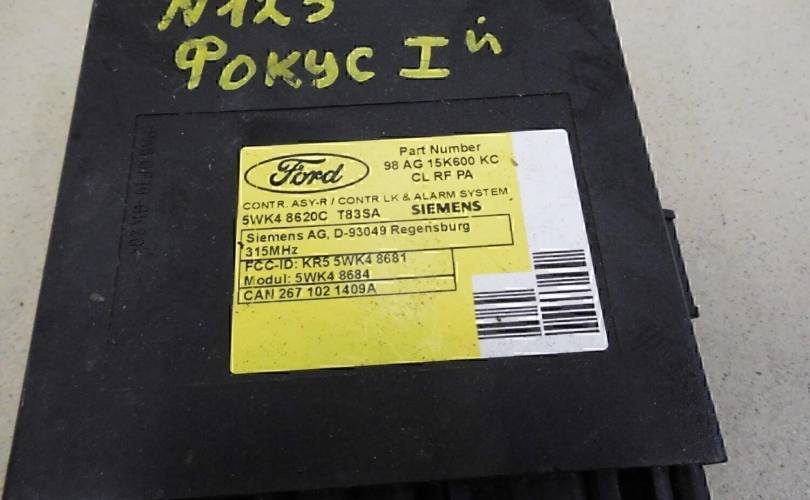 N123
ФОКУС I й
Ford
Part Number
98 AG 15K600 KC
CL RF PA
CONTR. ASY-R / CONTR LK & ALARM SYSTEM
5WK4 8620C T83SA SIEMENS
Siemens AG, D-93049 Regensburg
315MHz
FCC-ID: KR5 5WK4 8681
Modul: 5WK4 8684
CAN 267 102 1409A